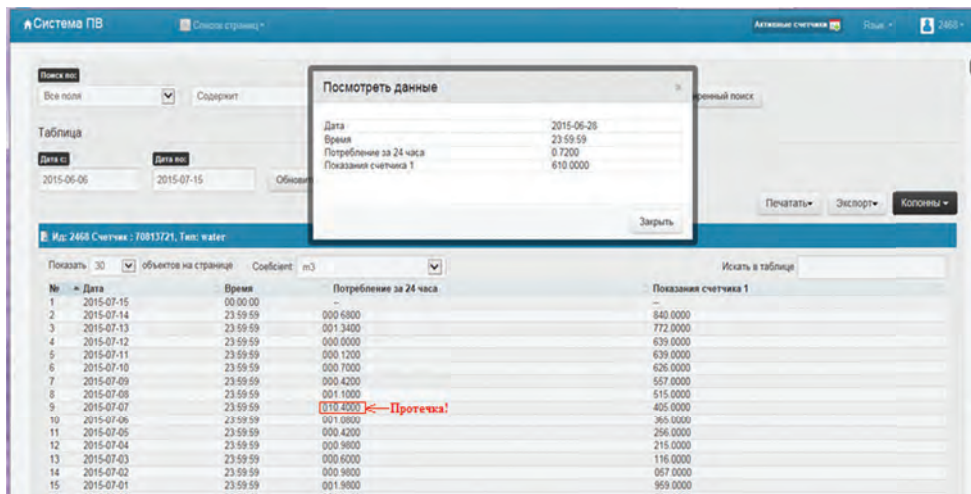 Система ПВ Список страниц Активные счетчики Язык 2468
Поиск по:
Все поля Содержит ренный поиск
Таблица
Дата с: Дата по:
2015-06-06 2015-07-15 Обновит
Посмотреть данные ×
Дата 2015-06-28
Время 23:59:59
Потребление за 24 часа 0.7200
Показания счетчика 1 610.0000
Закрыть
Печатать Экспорт Колонны
Ид: 2468 Счетчик : 70813721, Тип: water
Показать 30 объектов на странице Coeficient m3 Искать в таблице
№ Дата Время Потребление за 24 часа Показания счетчика 1
1 2015-07-15 00:00:00 -- --
2 2015-07-14 23:59:59 000.6800 840.0000
3 2015-07-13 23:59:59 001.3400 772.0000
4 2015-07-12 23:59:59 000.0000 639.0000
5 2015-07-11 23:59:59 000.1200 639.0000
6 2015-07-10 23:59:59 000.7000 626.0000
7 2015-07-09 23:59:59 000.4200 557.0000
8 2015-07-08 23:59:59 001.1000 515.0000
9 2015-07-07 23:59:59 010.4000 Протечка! 405.0000
10 2015-07-06 23:59:59 001.0800 365.0000
11 2015-07-05 23:59:59 000.4200 256.0000
12 2015-07-04 23:59:59 000.9800 215.0000
13 2015-07-03 23:59:59 000.6000 116.0000
14 2015-07-02 23:59:59 000.9800 057.0000
15 2015-07-01 23:59:59 001.9800 959.0000